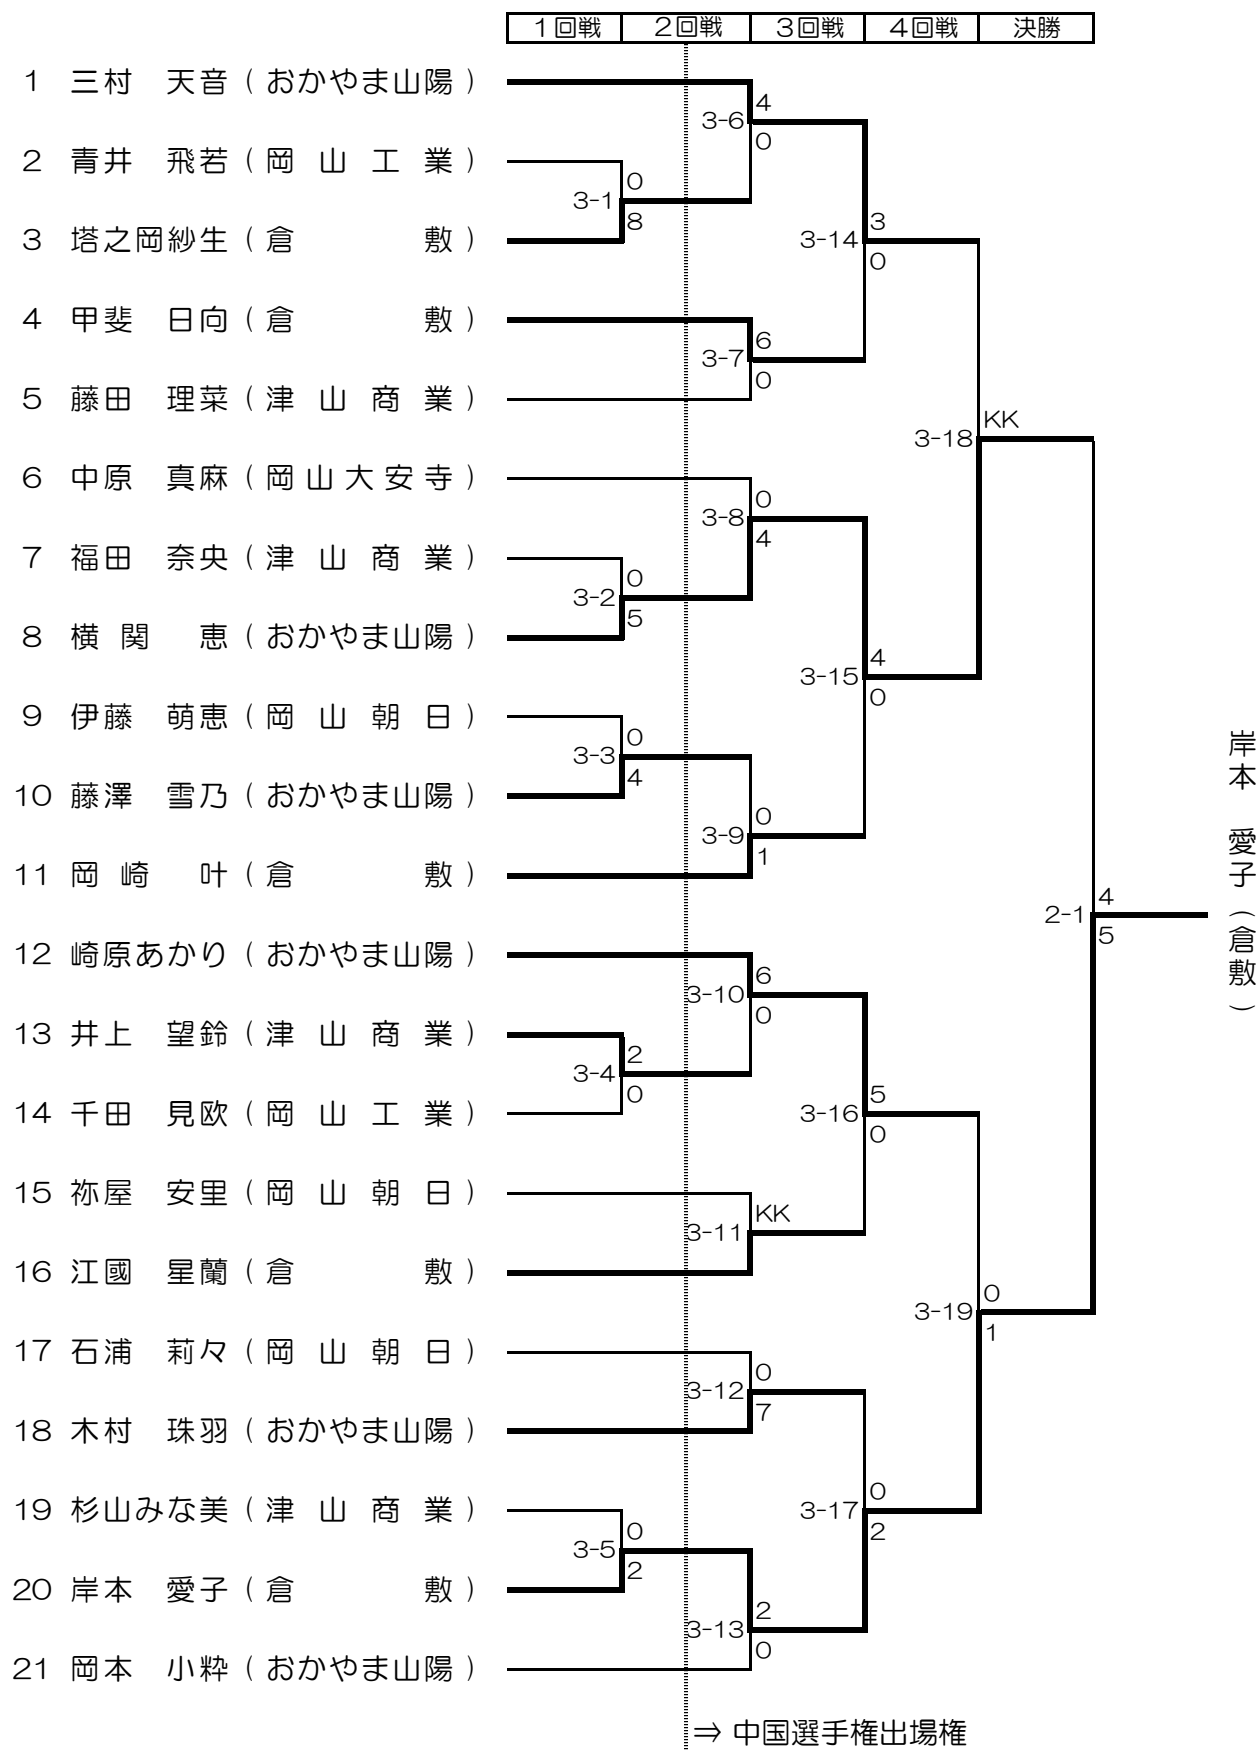 １回戦 ２回戦 ３回戦 ４回戦 決勝
1 三村 天音（おかやま山陽）
4
3-6
0
2 青井 飛若（岡山工業）
0
3-1
8
3 塔之岡紗生（倉敷）
3
3-14
0
4 甲斐 日向（倉敷）
6
3-7
0
5 藤田 理菜（津山商業）
KK
3-18
6 中原 真麻（岡山大安寺）
0
3-8
4
7 福田 奈央（津山商業）
0
3-2
5
8 横関 恵（おかやま山陽）
4
3-15
0
9 伊藤 萌恵（岡山朝日）
0
3-3
4
10 藤澤 雪乃（おかやま山陽）
0
3-9
1
11 岡崎 叶（倉敷）
4
2-1
5
岸本 愛子（倉敷）
12 崎原あかり（おかやま山陽）
6
3-10
0
13 井上 望鈴（津山商業）
2
3-4
0
14 千田 見欧（岡山工業）
5
3-16
0
15 祢屋 安里（岡山朝日）
KK
3-11
16 江國 星蘭（倉敷）
0
3-19
1
17 石浦 莉々（岡山朝日）
0
3-12
7
18 木村 珠羽（おかやま山陽）
0
3-17
2
19 杉山みな美（津山商業）
0
3-5
2
20 岸本 愛子（倉敷）
2
3-13
0
21 岡本 小粋（おかやま山陽）
⇒ 中国選手権出場権